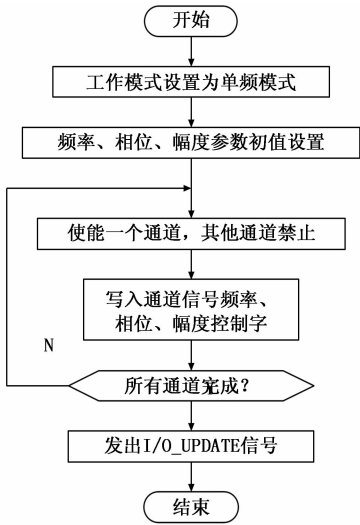 开始
工作模式设置为单频模式
频率、相位、幅度参数初值设置
使能一个通道，其他通道禁止
写入通道信号频率、
相位、幅度控制字
N
所有通道完成？
Y
发出I/O_UPDATE信号
结束